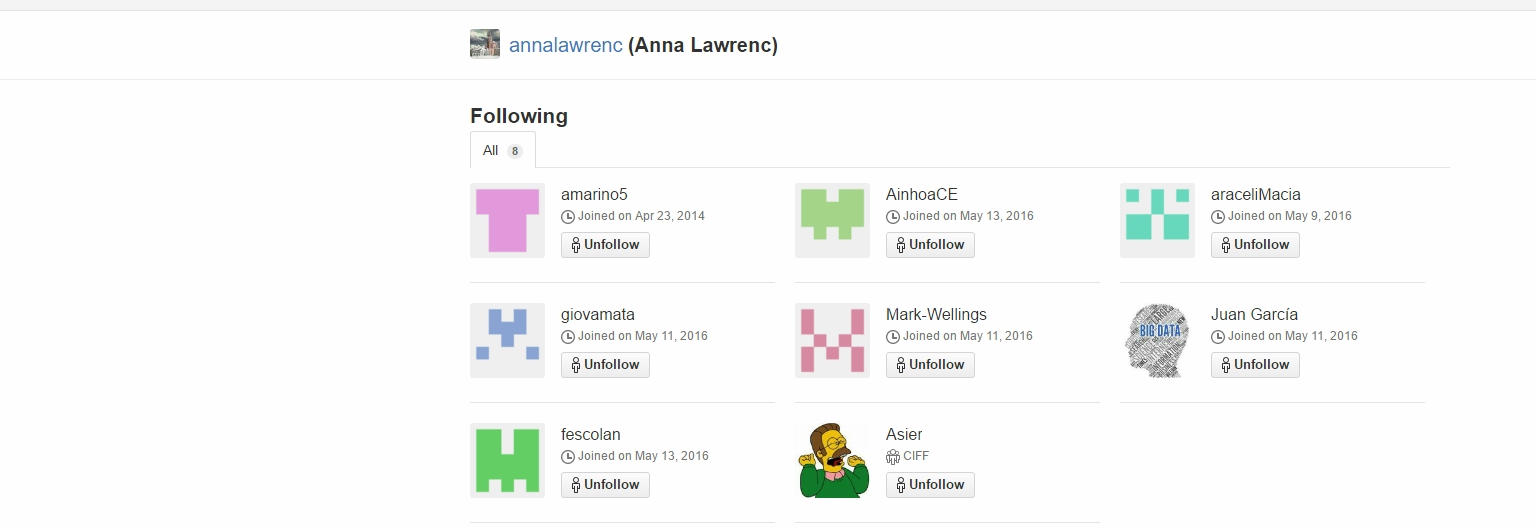 annalawrenc (Anna Lawrenc)
Following
All 8
amarino5
Joined on Apr 23, 2014
Unfollow
AinhoaCE
Joined on May 13, 2016
Unfollow
araceliMacia
Joined on May 9, 2016
Unfollow
giovamata
Joined on May 11, 2016
Unfollow
Mark-Wellings
Joined on May 11, 2016
Unfollow
BIG DATA
Juan García
Joined on May 11, 2016
Unfollow
fescolan
Joined on May 13, 2016
Unfollow
Asier
CIFF
Unfollow